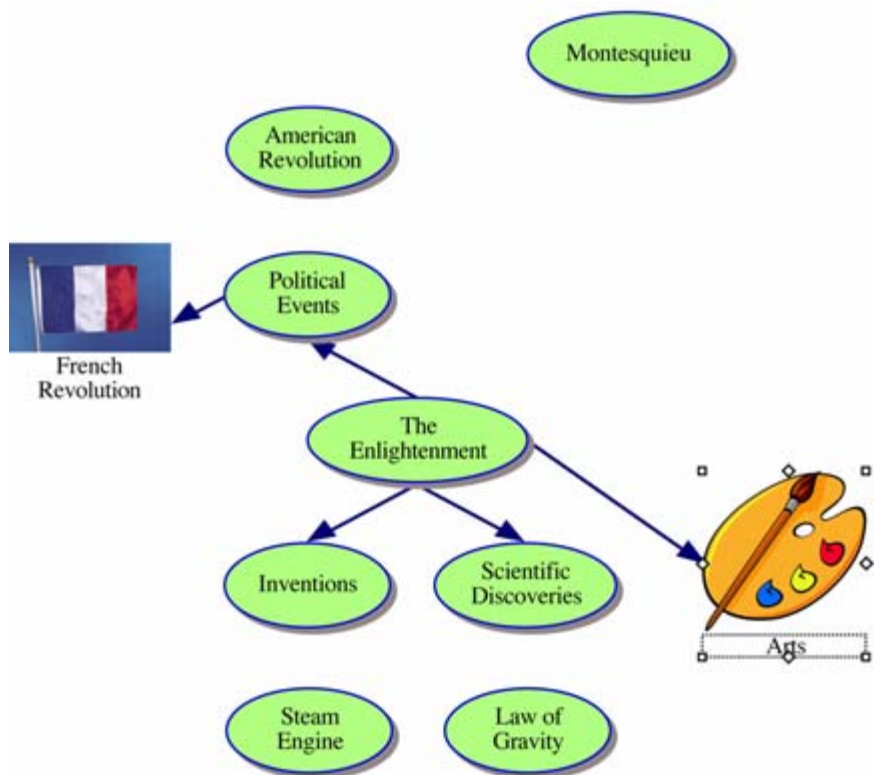 Montesquieu
American
Revolution
Political
Events
French
Revolution
The
Enlightenment
Inventions
Scientific
Discoveries
Arts
Steam
Engine
Law of
Gravity